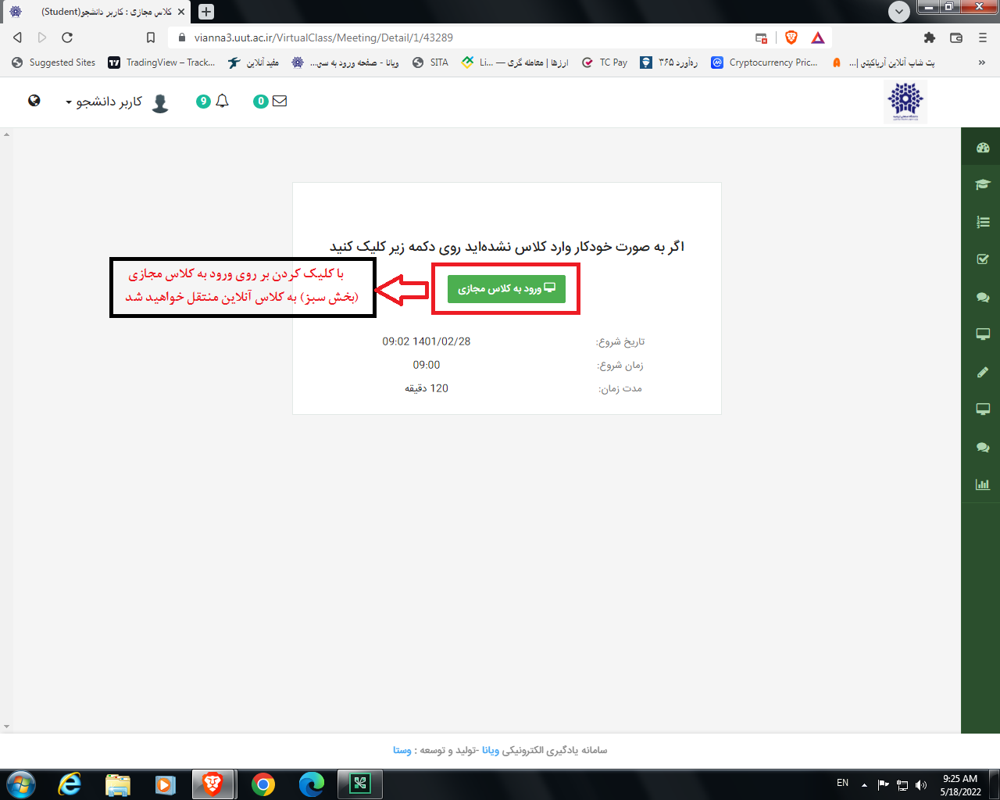 کلاس مجازی : کاربر دانشجو(Student)
vianna3.uut.ac.ir/VirtualClass/Meeting/Detail/1/43289
Suggested Sites
TradingView – Track...
مفید آنلاین
ویانا - صفحه ورود به سی...
SITA
Li... — ارزها | معامله گری
TC Pay
ره‌آورد ۳۶۵
Cryptocurrency Pric...
پت شاپ آنلاین آرياکيتی |...
»
کاربر دانشجو
9
0
اگر به صورت خودکار وارد کلاس نشده‌اید روی دکمه زیر کلیک کنید
ورود به کلاس مجازی
با کلیک کردن بر روی ورود به کلاس مجازی
(بخش سبز) به کلاس آنلاین منتقل خواهید شد
تاریخ شروع: 1401/02/28 09:02
زمان شروع: 09:00
مدت زمان: 120 دقیقه
سامانه یادگیری الکترونیکی ویانا -تولید و توسعه : وستا
EN
9:25 AM
5/18/2022